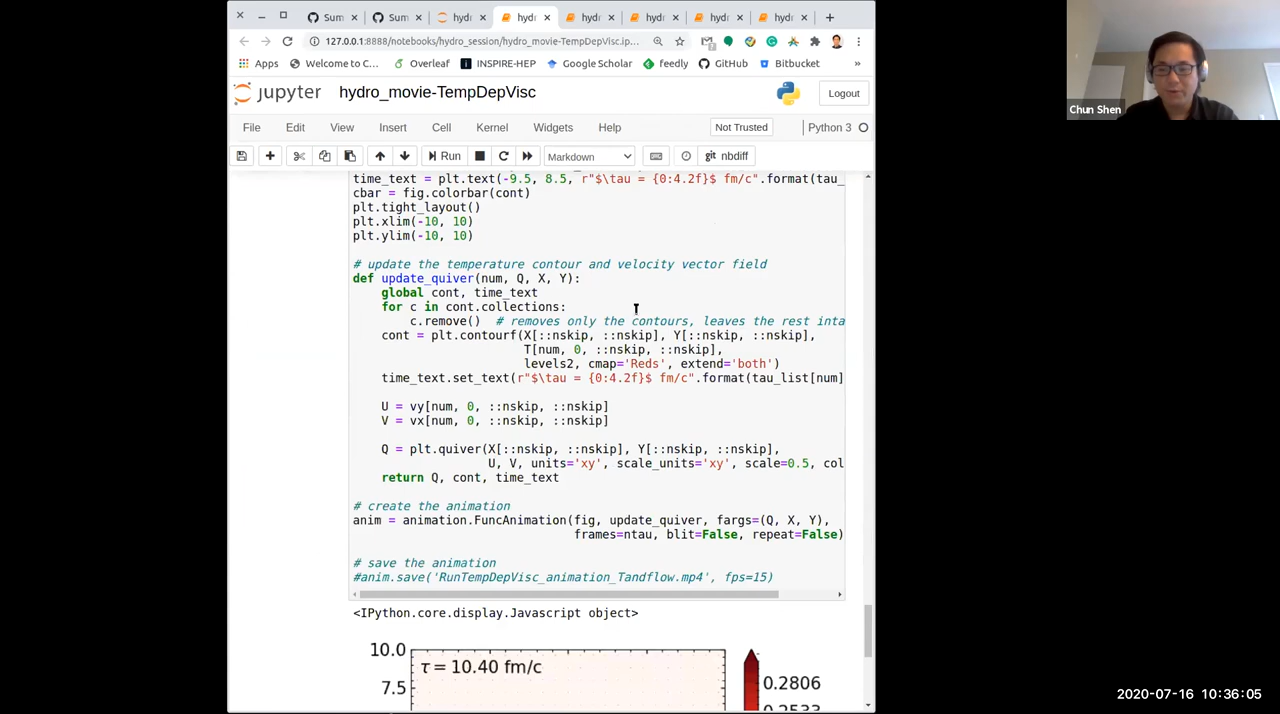 Sum
Sum
hydr
hydr
hydr
hydr
hydr
hydr
127.0.0.1:8888/notebooks/hydro_session/hydro_movie-TempDepVisc.ip...
Apps
Welcome to C...
Overleaf
INSPIRE-HEP
Google Scholar
feedly
GitHub
Bitbucket
»
jupyter
hydro_movie-TempDepVisc
Logout
File Edit View Insert Cell Kernel Widgets Help
Not Trusted
Python 3
Run
Markdown
git nbdiff
time_text = plt.text(-9.5, 8.5, r"$\tau = {0:4.2f}$ fm/c".format(tau_
cbar = fig.colorbar(cont)
plt.tight_layout()
plt.xlim(-10, 10)
plt.ylim(-10, 10)
# update the temperature contour and velocity vector field
def update_quiver(num, Q, X, Y):
global cont, time_text
for c in cont.collections:
c.remove()  # removes only the contours, leaves the rest inta
cont = plt.contourf(X[::nskip, ::nskip], Y[::nskip, ::nskip],
T[num, 0, ::nskip, ::nskip],
levels2, cmap='Reds', extend='both')
time_text.set_text(r"$\tau = {0:4.2f}$ fm/c".format(tau_list[num]
U = vy[num, 0, ::nskip, ::nskip]
V = vx[num, 0, ::nskip, ::nskip]
Q = plt.quiver(X[::nskip, ::nskip], Y[::nskip, ::nskip],
U, V, units='xy', scale_units='xy', scale=0.5, col
return Q, cont, time_text
# create the animation
anim = animation.FuncAnimation(fig, update_quiver, fargs=(Q, X, Y),
frames=ntau, blit=False, repeat=False)
# save the animation
#anim.save('RunTempDepVisc_animation_Tandflow.mp4', fps=15)
<IPython.core.display.Javascript object>
10.0
τ = 10.40 fm/c
7.5
0.2806
Chun Shen
2020-07-16 10:36:05